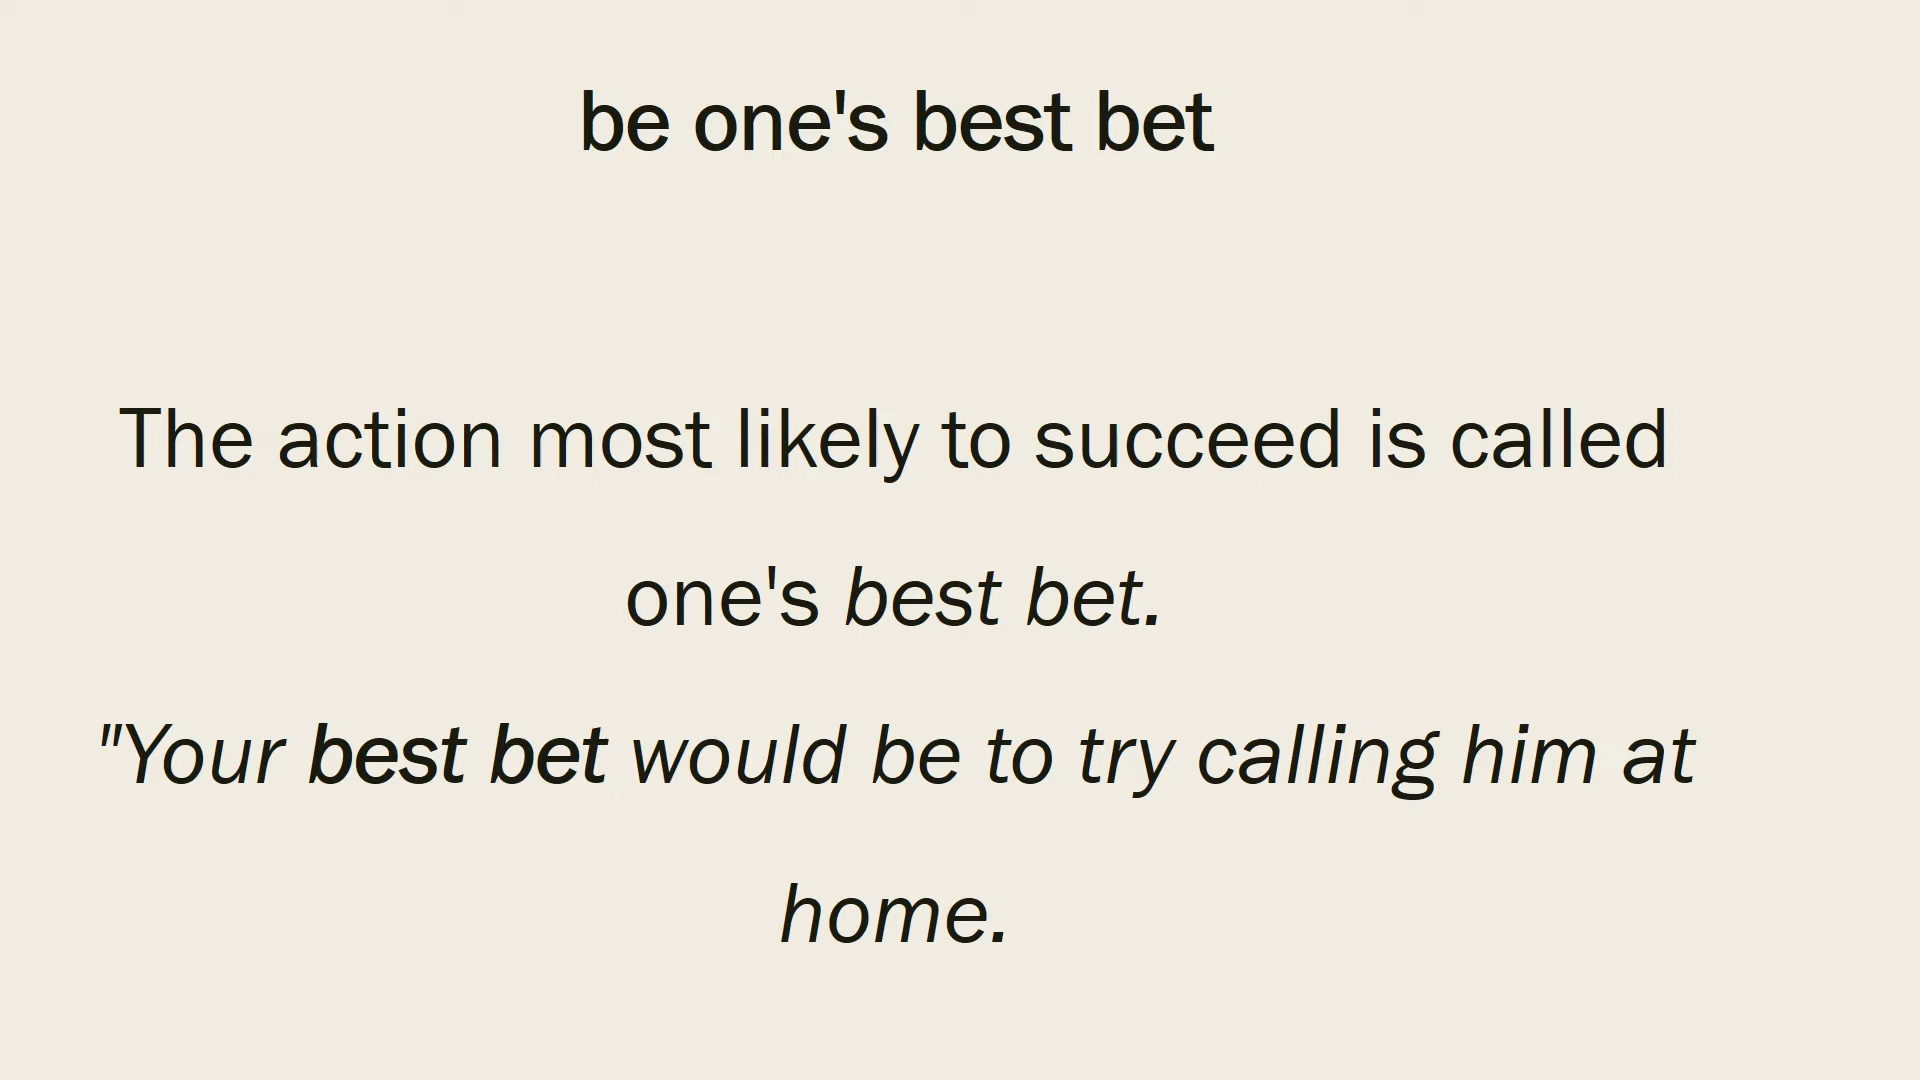 be one's best bet
The action most likely to succeed is called
one's best bet.
"Your best bet would be to try calling him at
home.